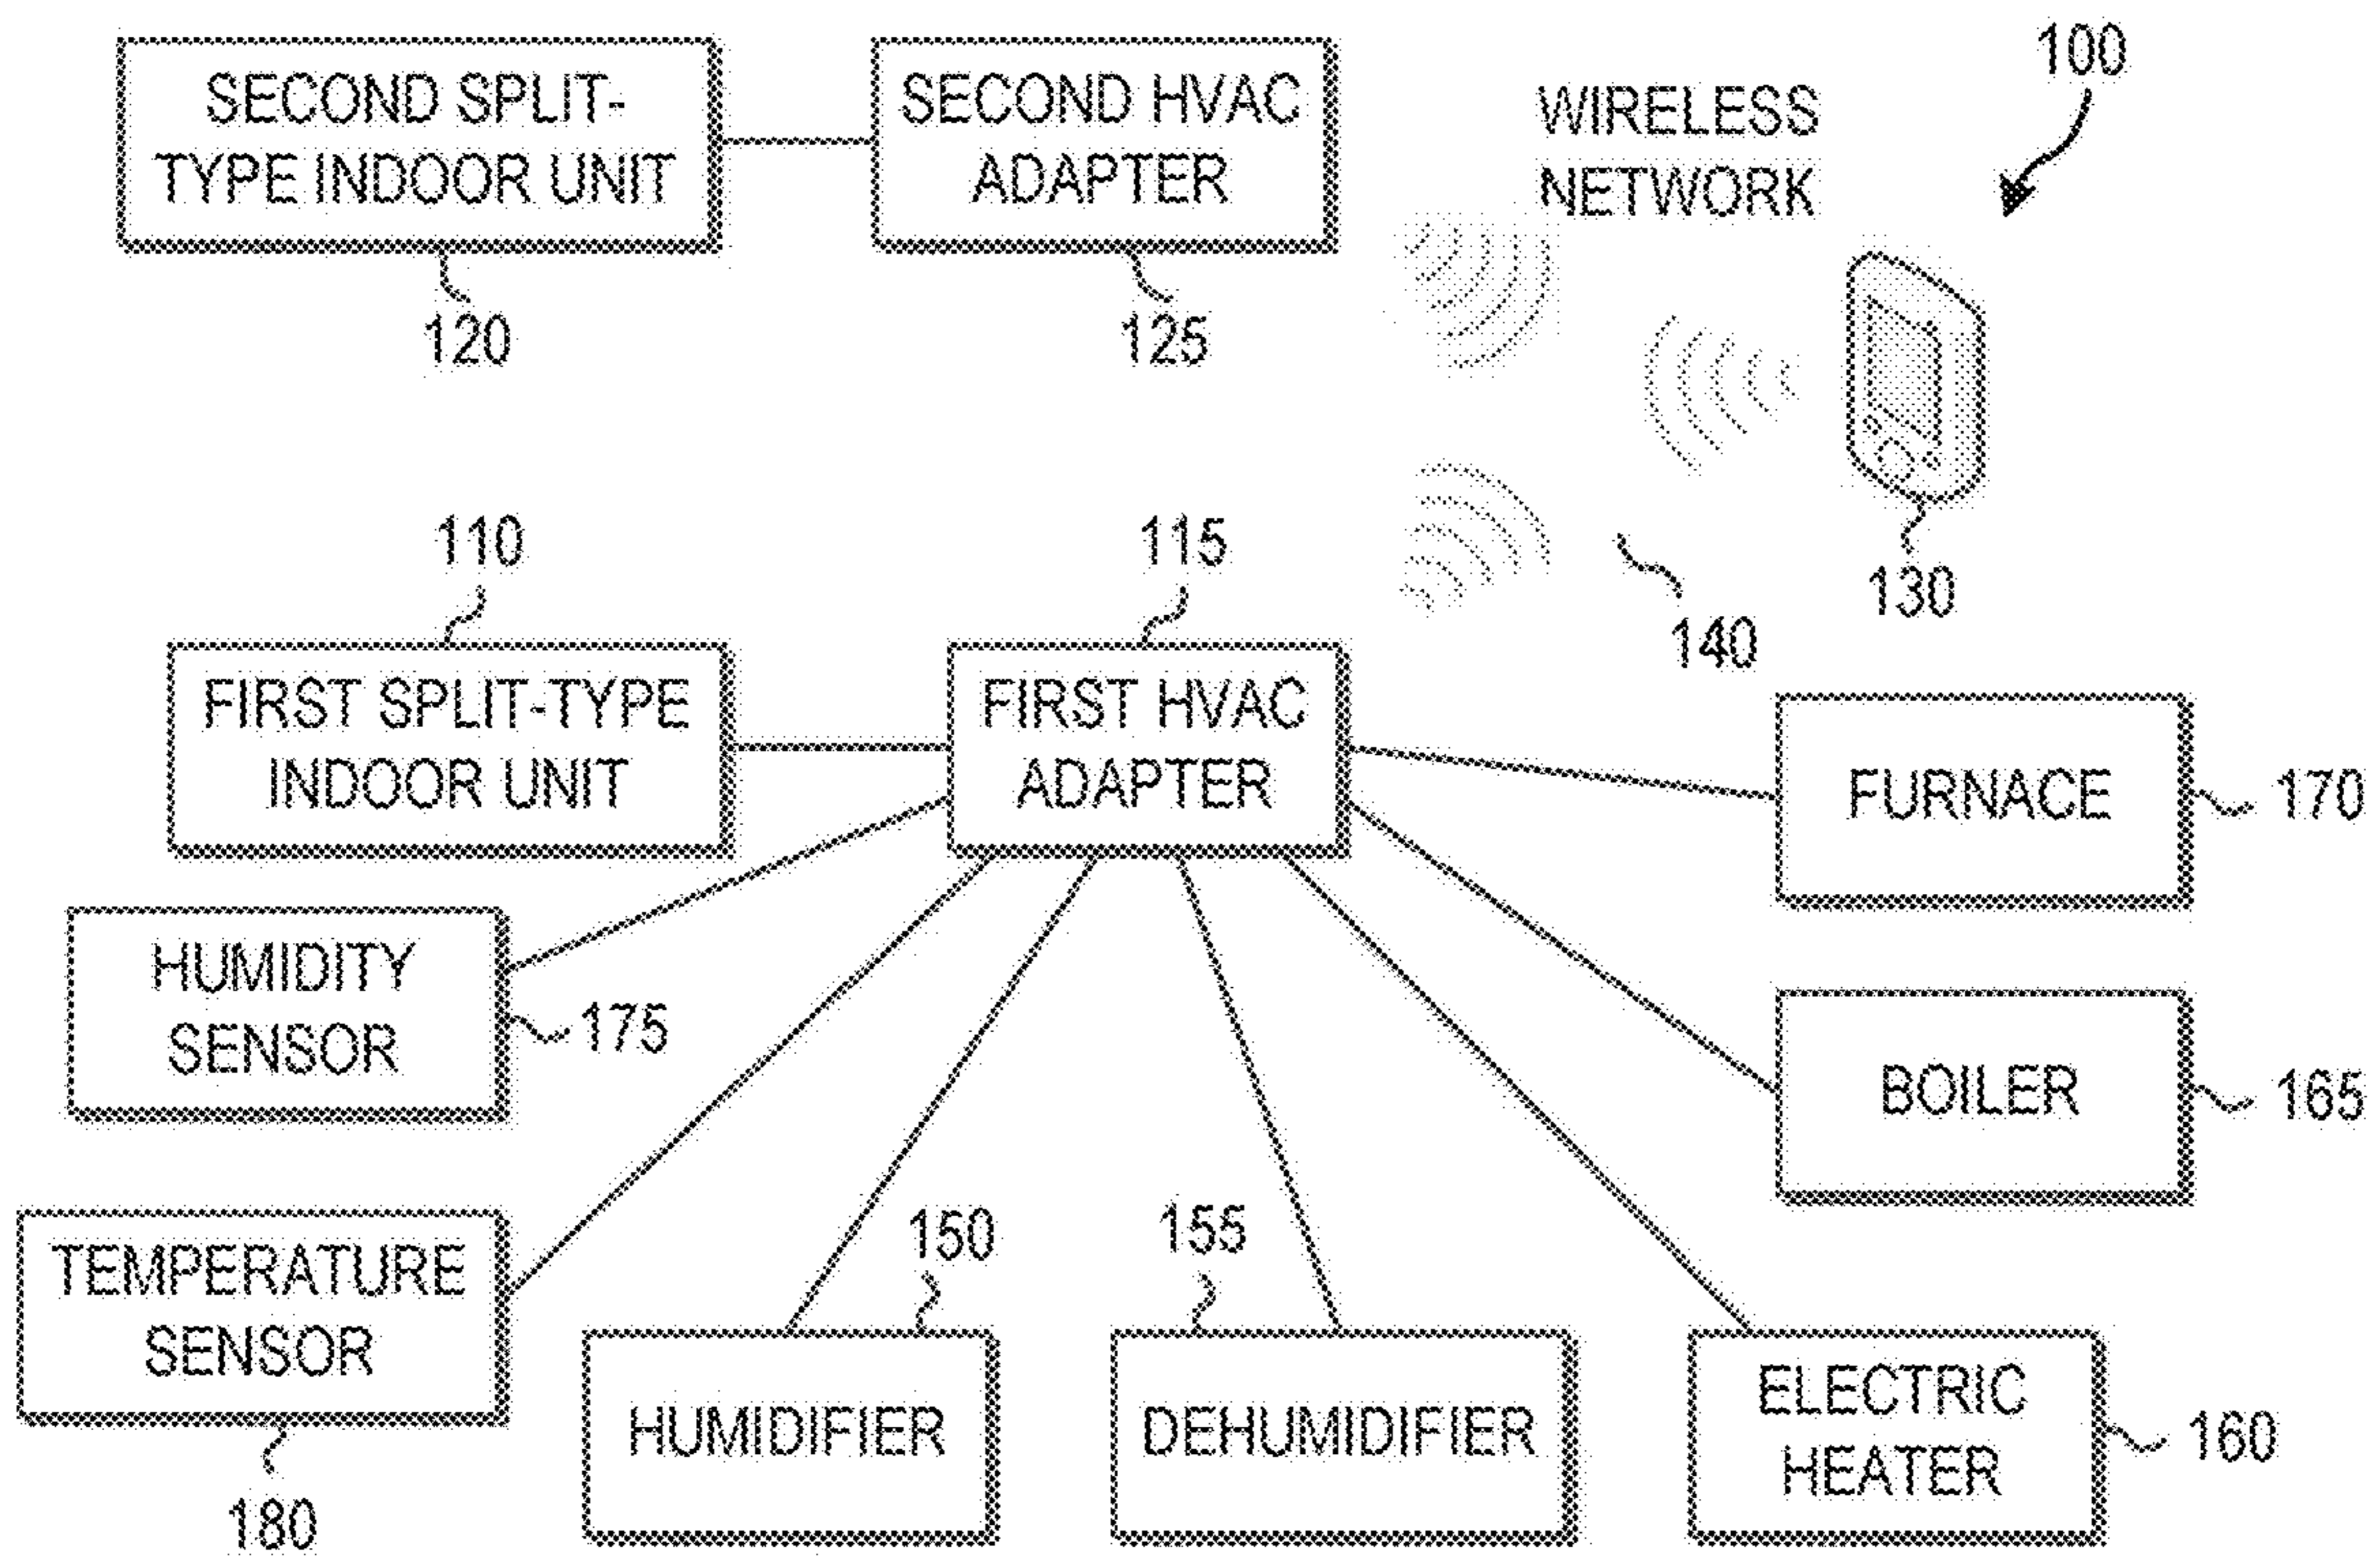 100
SECOND SPLIT-
TYPE INDOOR UNIT
120
SECOND HVAC
ADAPTER
125
WIRELESS
NETWORK
130
140
110
FIRST SPLIT-TYPE
INDOOR UNIT
115
FIRST HVAC
ADAPTER
FURNACE
170
HUMIDITY
SENSOR
175
BOILER
165
TEMPERATURE
SENSOR
180
150
HUMIDIFIER
155
DEHUMIDIFIER
ELECTRIC
HEATER
160